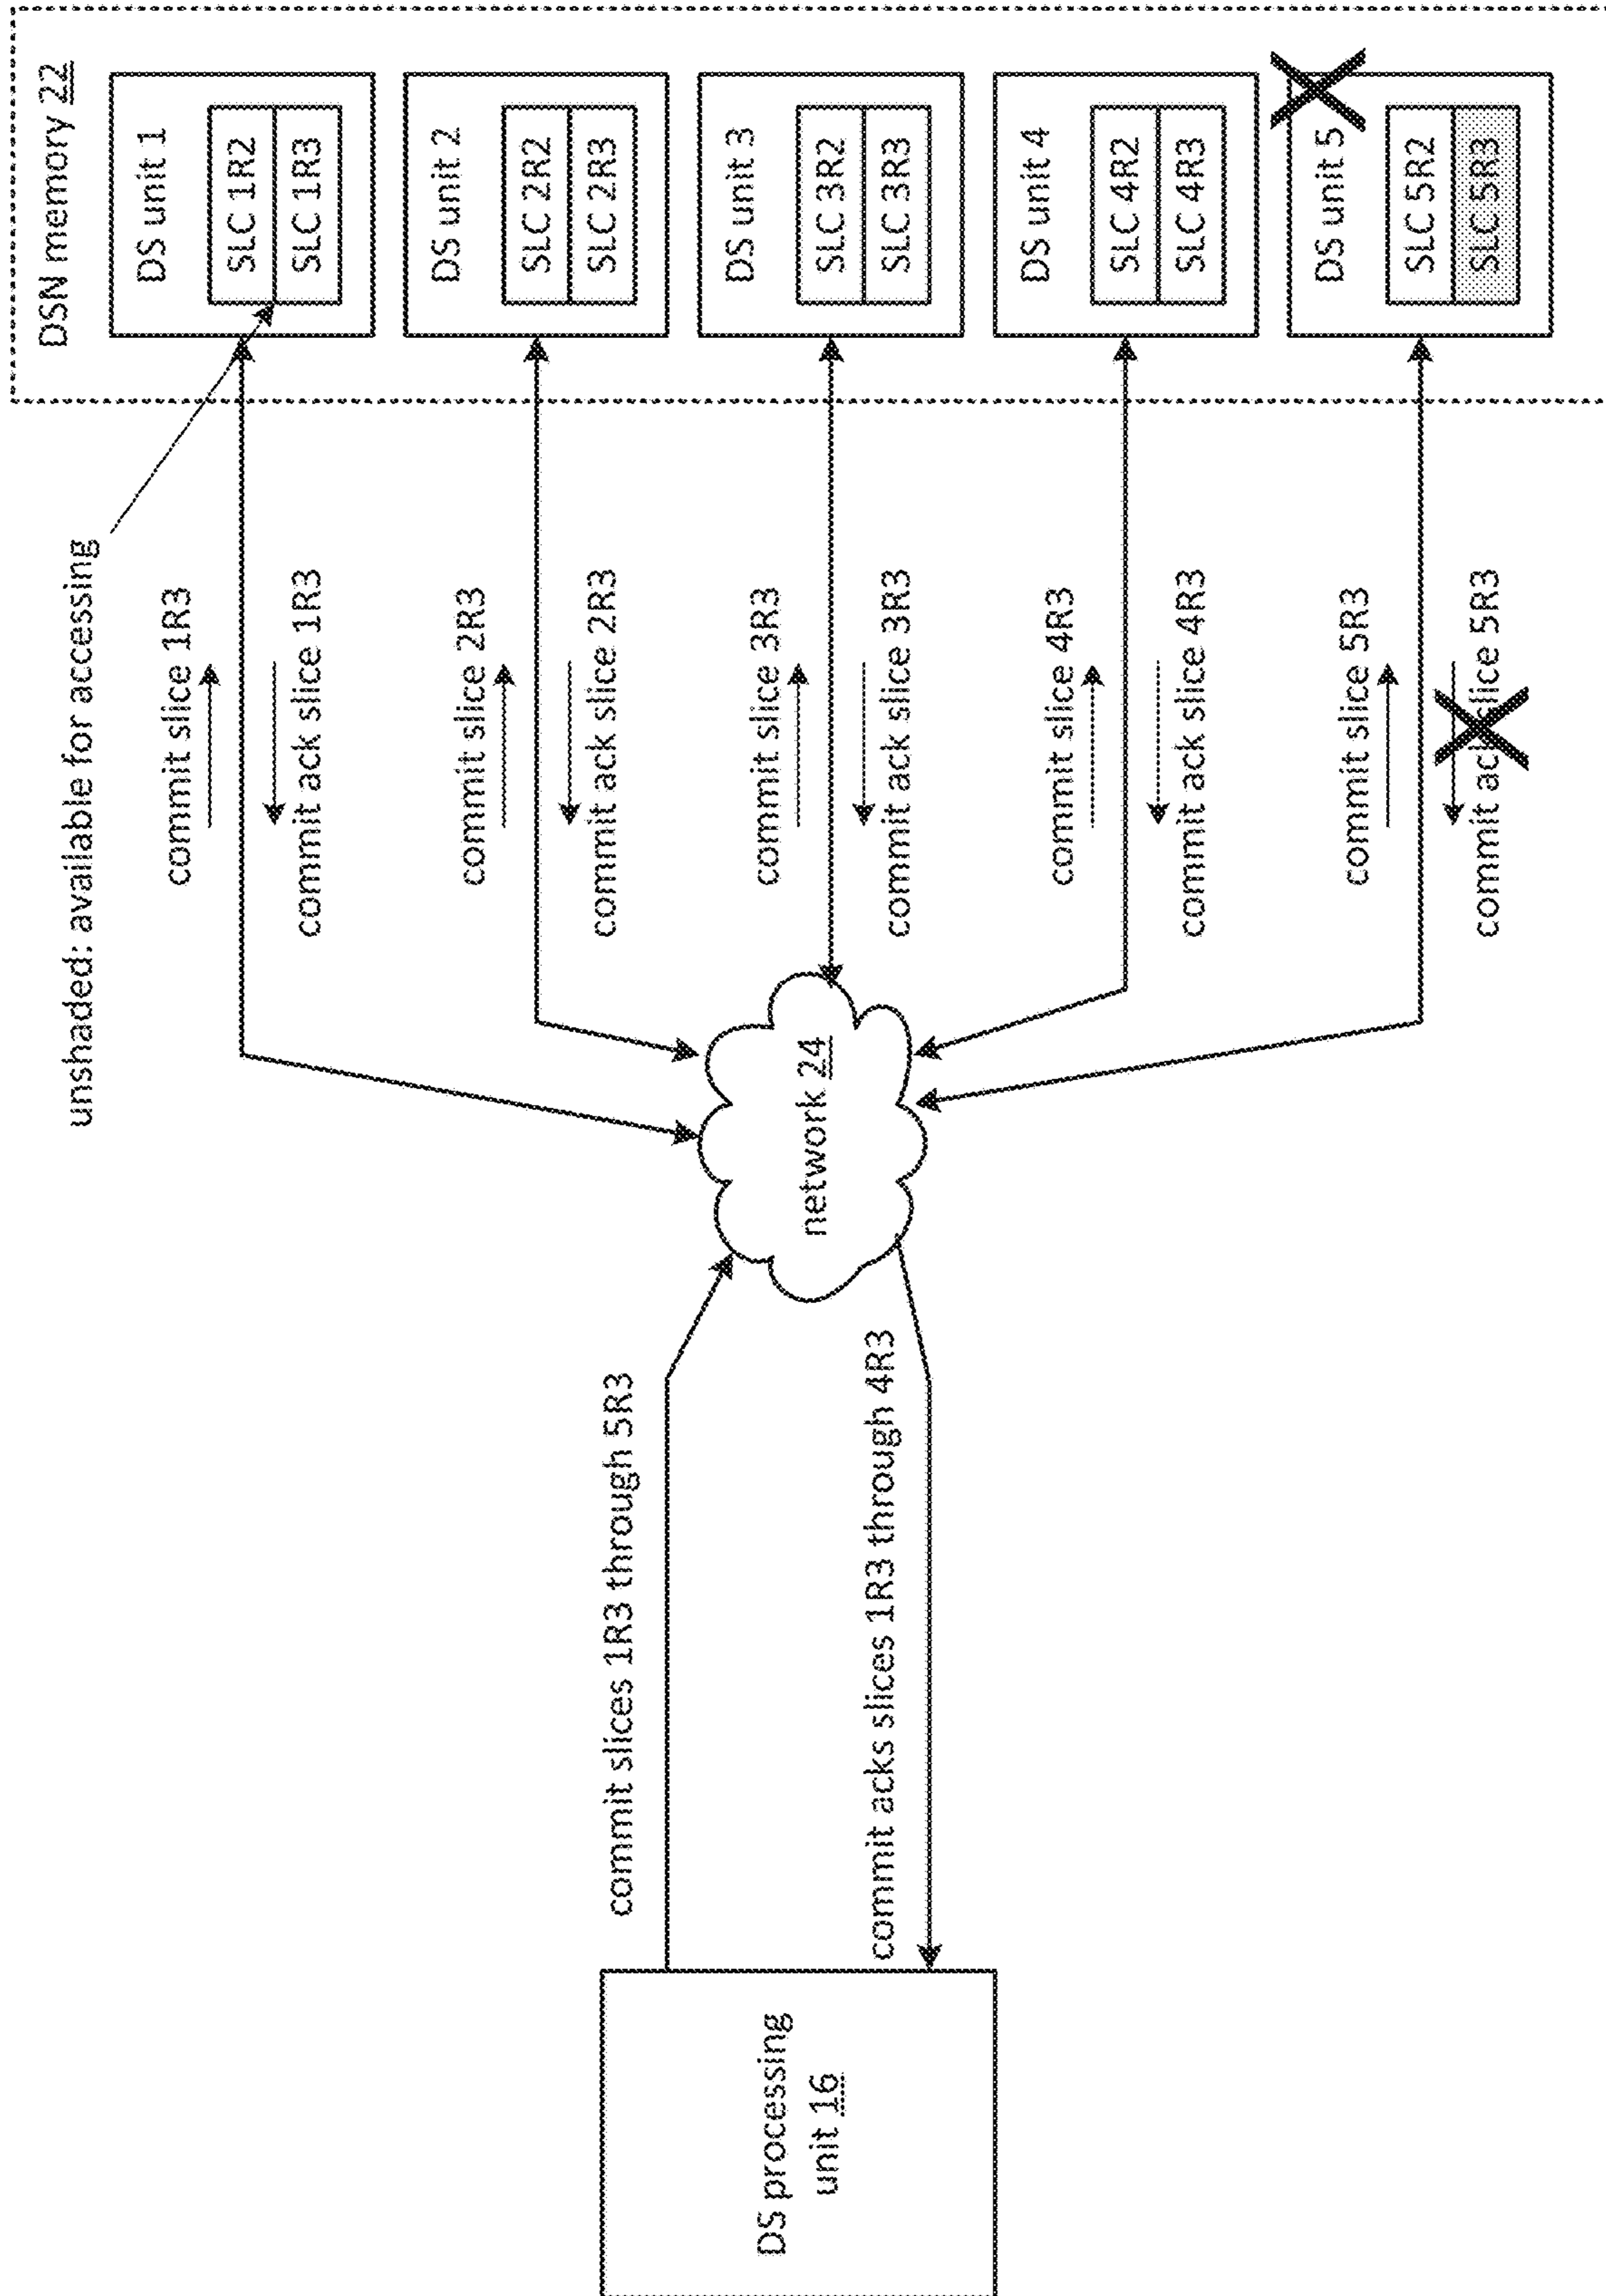 DSN memory 22
unshaded: available for accessing
DS unit 1
SLC 1R2
SLC 1R3
commit slice 1R3
commit ack slice 1R3
DS unit 2
SLC 2R2
SLC 2R3
commit slice 2R3
commit ack slice 2R3
commit slices 1R3 through 5R3
DS processing
unit 16
network 24
commit acks slices 1R3 through 4R3
DS unit 3
SLC 3R2
SLC 3R3
commit slice 3R3
commit ack slice 3R3
DS unit 4
SLC 4R2
SLC 4R3
commit slice 4R3
commit ack slice 4R3
DS unit 5
SLC 5R2
SLC 5R3
commit slice 5R3
commit ack slice 5R3